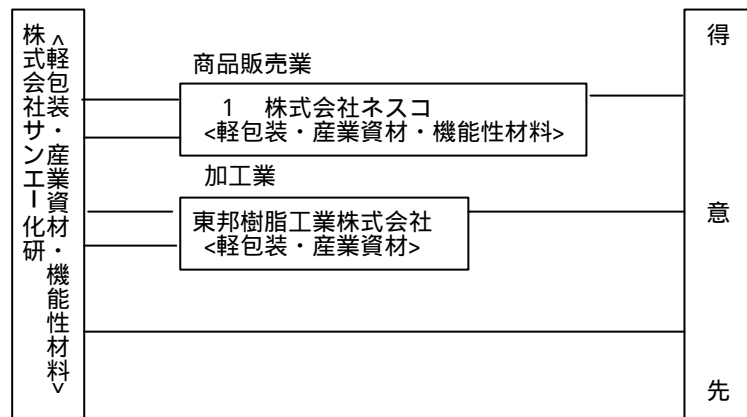 株式会社サンエー化研
<軽包装・産業資材・機能性材料>
商品販売業
1 株式会社ネスコ
<軽包装・産業資材・機能性材料>
加工業
東邦樹脂工業株式会社
<軽包装・産業資材>
得意先